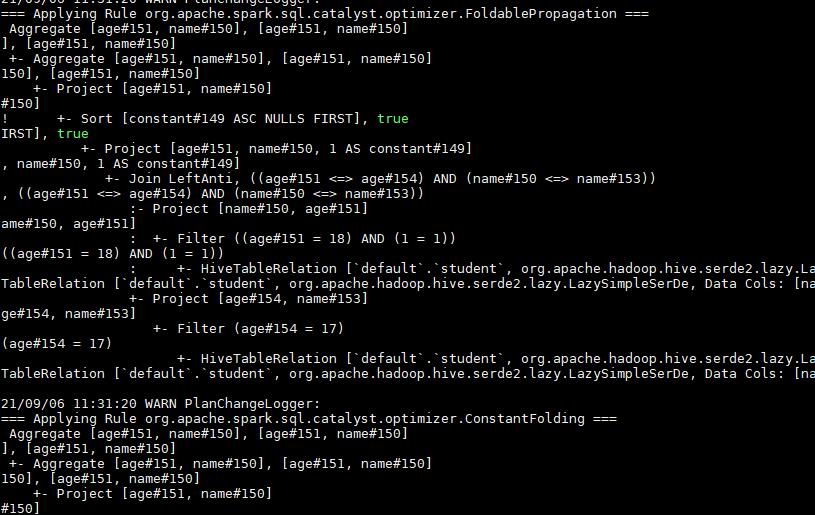 21/09/06 11:31:20 WARN PlanChangeLogger:
=== Applying Rule org.apache.spark.sql.catalyst.optimizer.FoldablePropagation ===
 Aggregate [age#151, name#150], [age#151, name#150]
], [age#151, name#150]
 +- Aggregate [age#151, name#150], [age#151, name#150]
150], [age#151, name#150]
    +- Project [age#151, name#150]
#150]
!      +- Sort [constant#149 ASC NULLS FIRST], true
IRST], true
          +- Project [age#151, name#150, 1 AS constant#149]
, name#150, 1 AS constant#149]
             +- Join LeftAnti, ((age#151 <=> age#154) AND (name#150 <=> name#153))
, ((age#151 <=> age#154) AND (name#150 <=> name#153))
                :- Project [name#150, age#151]
ame#150, age#151]
                :  +- Filter ((age#151 = 18) AND (1 = 1))
((age#151 = 18) AND (1 = 1))
                :     +- HiveTableRelation [`default`.`student`, org.apache.hadoop.hive.serde2.lazy.La
TableRelation [`default`.`student`, org.apache.hadoop.hive.serde2.lazy.LazySimpleSerDe, Data Cols: [na
                +- Project [age#154, name#153]
ge#154, name#153]
                   +- Filter (age#154 = 17)
(age#154 = 17)
                      +- HiveTableRelation [`default`.`student`, org.apache.hadoop.hive.serde2.lazy.La
TableRelation [`default`.`student`, org.apache.hadoop.hive.serde2.lazy.LazySimpleSerDe, Data Cols: [na
21/09/06 11:31:20 WARN PlanChangeLogger:
=== Applying Rule org.apache.spark.sql.catalyst.optimizer.ConstantFolding ===
 Aggregate [age#151, name#150], [age#151, name#150]
], [age#151, name#150]
 +- Aggregate [age#151, name#150], [age#151, name#150]
150], [age#151, name#150]
    +- Project [age#151, name#150]
#150]